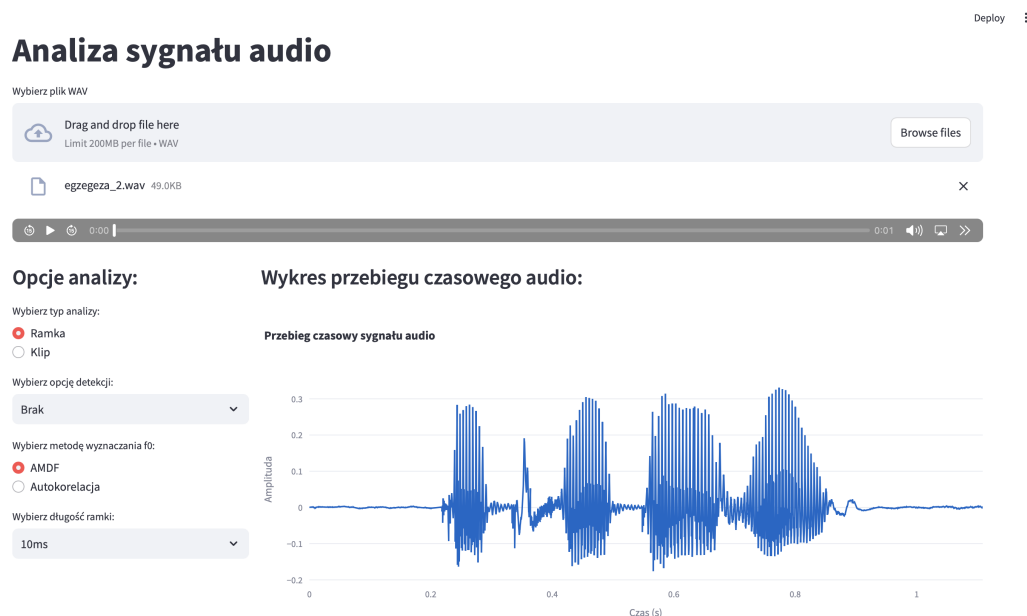 Deploy
Analiza sygnału audio
Wybierz plik WAV
Drag and drop file here
Limit 200MB per file • WAV
Browse files
egzegeza_2.wav 49.0KB
0:00
0:01
Opcje analizy:
Wybierz typ analizy:
Ramka
Klip
Wybierz opcję detekcji:
Brak
Wybierz metodę wyznaczania f0:
AMDF
Autokorelacja
Wybierz długość ramki:
10ms
Wykres przebiegu czasowego audio:
Przebieg czasowy sygnału audio
Amplituda
0.3
0.2
0.1
0
−0.1
−0.2
0
0.2
0.4
0.6
0.8
1
Czas (s)